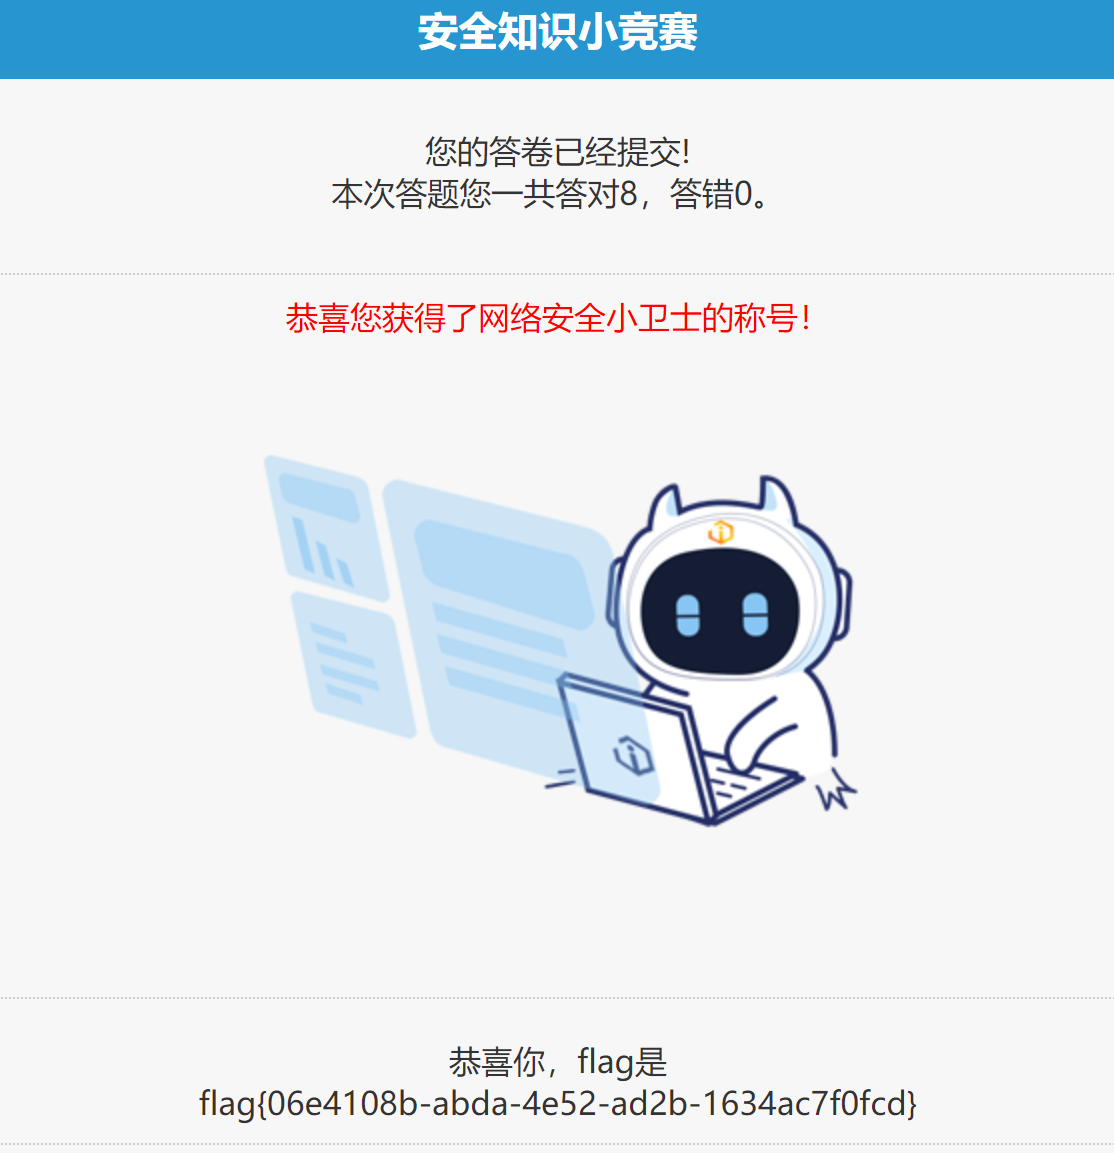 安全知识小竞赛
您的答卷已经提交!
本次答题您一共答对8，答错0。
恭喜您获得了网络安全小卫士的称号！
恭喜你，flag是
flag{06e4108b-abda-4e52-ad2b-1634ac7f0fcd}